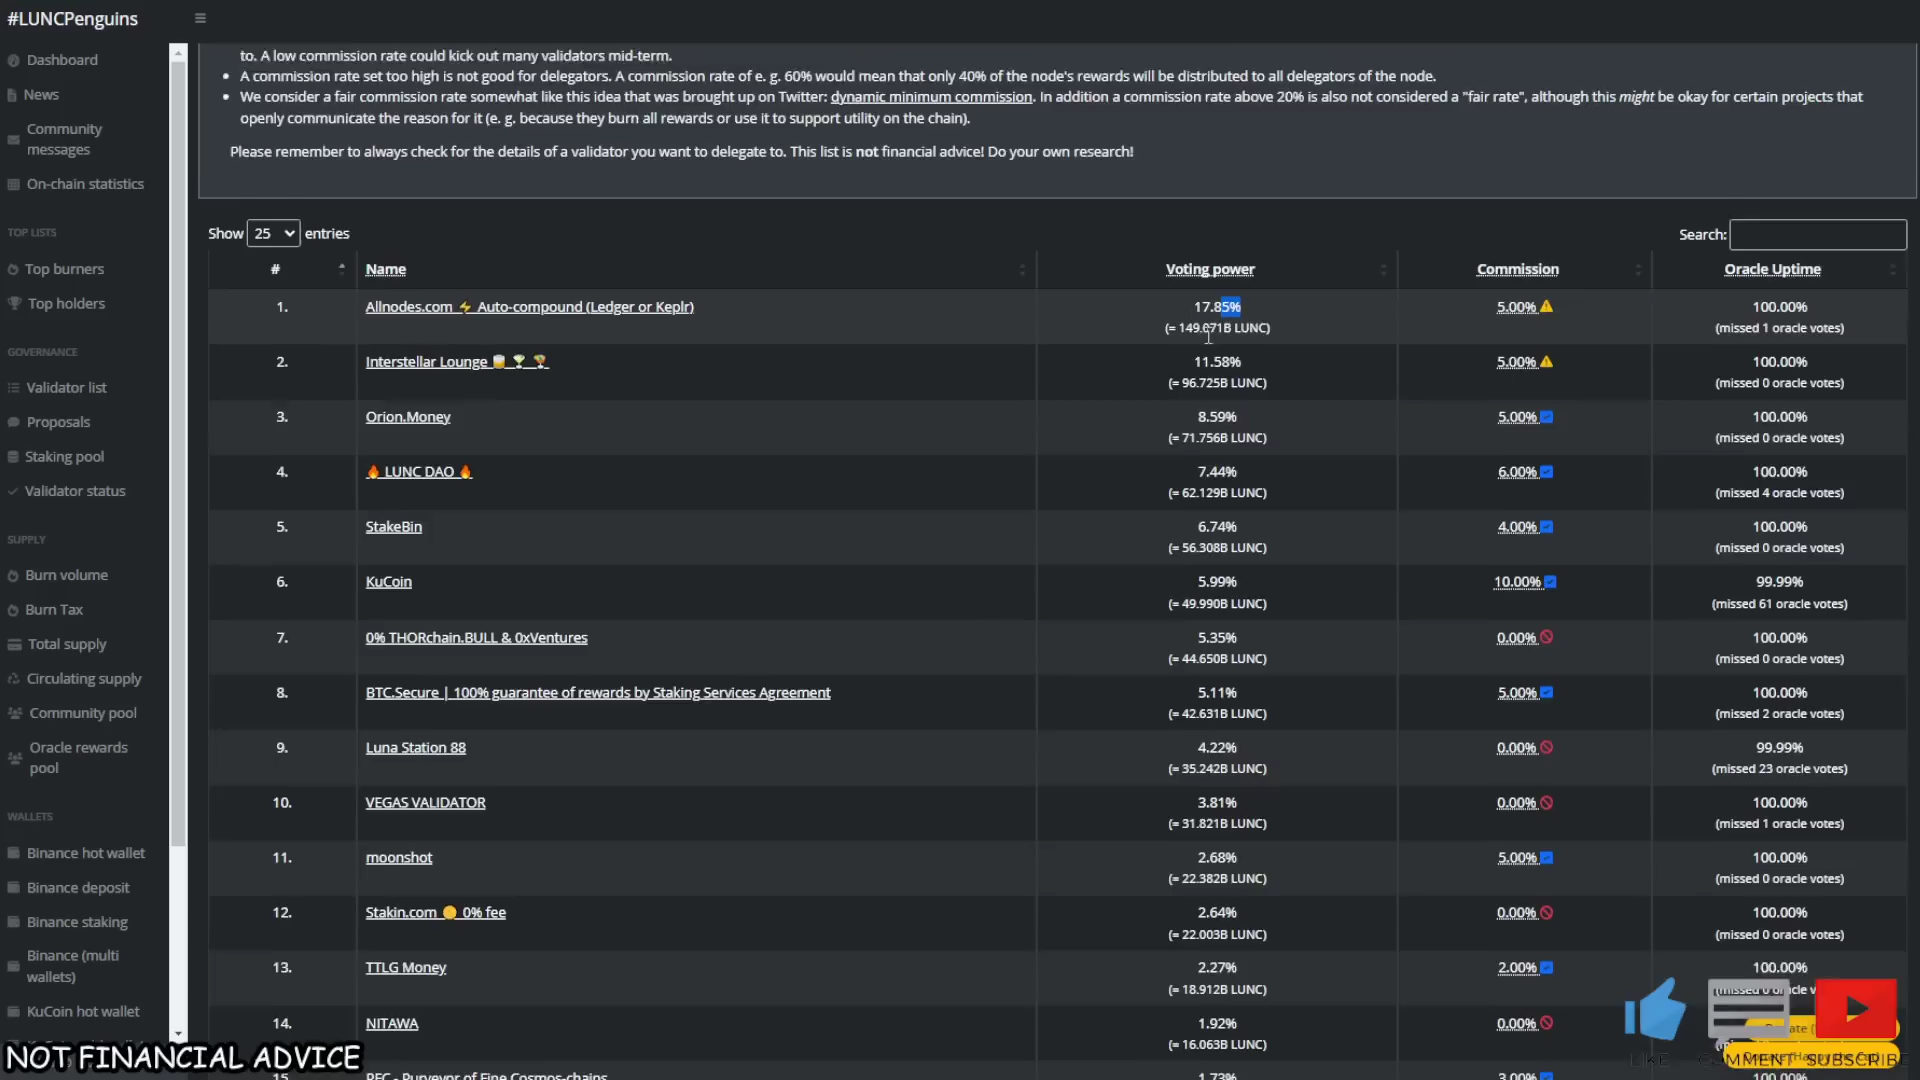 #LUNCPenguins
Dashboard
News
Community
messages
On-chain statistics
TOP LISTS
Top burners
Top holders
GOVERNANCE
Validator list
Proposals
Staking pool
Validator status
SUPPLY
Burn volume
Burn Tax
Total supply
Circulating supply
Community pool
Oracle rewards
pool
WALLETS
Binance hot wallet
Binance deposit
Binance staking
Binance (multi
wallets)
KuCoin hot wallet
to. A low commission rate could kick out many validators mid-term.
• A commission rate set too high is not good for delegators. A commission rate of e. g. 60% would mean that only 40% of the node's rewards will be distributed to all delegators of the node.
• We consider a fair commission rate somewhat like this idea that was brought up on Twitter: dynamic minimum commission. In addition a commission rate above 20% is also not considered a "fair rate", although this might be okay for certain projects that
openly communicate the reason for it (e. g. because they burn all rewards or use it to support utility on the chain).
Please remember to always check for the details of a validator you want to delegate to. This list is not financial advice! Do your own research!
Show 25 entries Search:
# Name Voting power Commission Oracle Uptime
1. Allnodes.com ⚡ Auto-compound (Ledger or Keplr) 17.85% 5.00% ⚠ 100.00%
(= 149.071B LUNC) (missed 1 oracle votes)
2. Interstellar Lounge 🥃 🍸 🍹 11.58% 5.00% ⚠ 100.00%
(= 96.725B LUNC) (missed 0 oracle votes)
3. Orion.Money 8.59% 5.00% 100.00%
(= 71.756B LUNC) (missed 0 oracle votes)
4. 🔥 LUNC DAO 🔥 7.44% 6.00% 100.00%
(= 62.129B LUNC) (missed 4 oracle votes)
5. StakeBin 6.74% 4.00% 100.00%
(= 56.308B LUNC) (missed 0 oracle votes)
6. KuCoin 5.99% 10.00% 99.99%
(= 49.990B LUNC) (missed 61 oracle votes)
7. 0% THORchain.BULL & 0xVentures 5.35% 0.00% 100.00%
(= 44.650B LUNC) (missed 0 oracle votes)
8. BTC.Secure | 100% guarantee of rewards by Staking Services Agreement 5.11% 5.00% 100.00%
(= 42.631B LUNC) (missed 2 oracle votes)
9. Luna Station 88 4.22% 0.00% 99.99%
(= 35.242B LUNC) (missed 23 oracle votes)
10. VEGAS VALIDATOR 3.81% 0.00% 100.00%
(= 31.821B LUNC) (missed 1 oracle votes)
11. moonshot 2.68% 5.00% 100.00%
(= 22.382B LUNC) (missed 0 oracle votes)
12. Stakin.com 🟡 0% fee 2.64% 0.00% 100.00%
(= 22.003B LUNC) (missed 0 oracle votes)
13. TTLG Money 2.27% 2.00% 100.00%
(= 18.912B LUNC) (missed 0 oracle v
14. NITAWA 1.92% 0.00%
(= 16.063B LUNC)
15. PFC - Purveyor of Fine Cosmos-chains 1.73% 3.00% 100.00%
NOT FINANCIAL ADVICE
LIKE COMMENT SUBSCRIBE